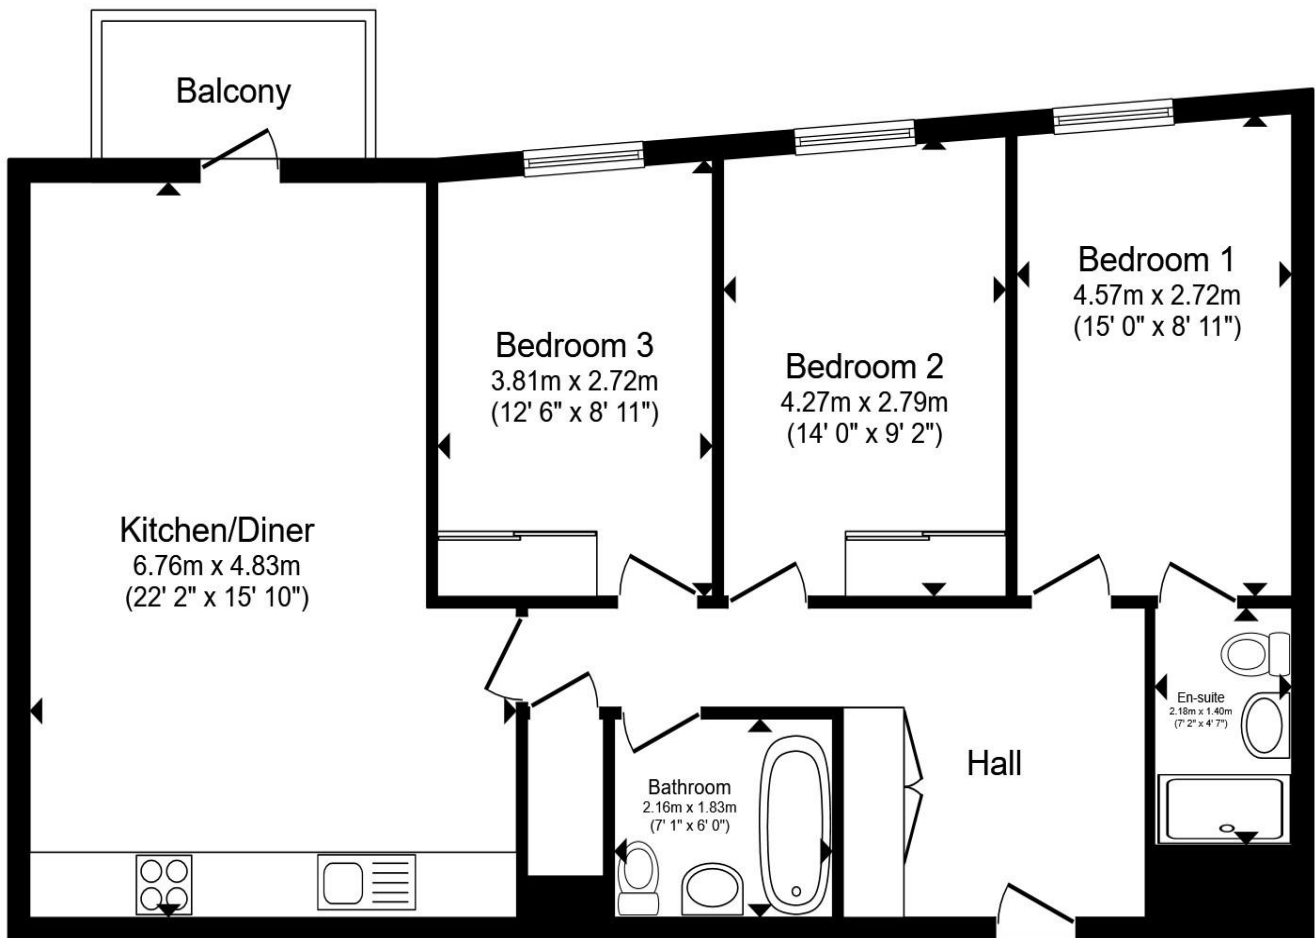 Balcony
Bedroom 1
4.57m x 2.72m
(15' 0" x 8' 11")
Bedroom 3
3.81m x 2.72m
(12' 6" x 8' 11")
Bedroom 2
4.27m x 2.79m
(14' 0" x 9' 2")
Kitchen/Diner
6.76m x 4.83m
(22' 2" x 15' 10")
En-suite
2.18m x 1.40m
(7' 2" x 4' 7")
Hall
Bathroom
2.16m x 1.83m
(7' 1" x 6' 0")